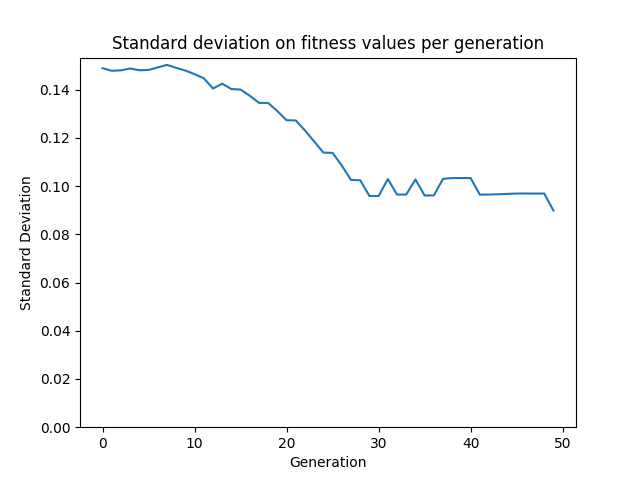 Standard deviation on fitness values per generation
0.14
0.12
0.10
0.08
0.06
0.04
0.02
0.00
Standard Deviation
0 10 20 30 40 50
Generation